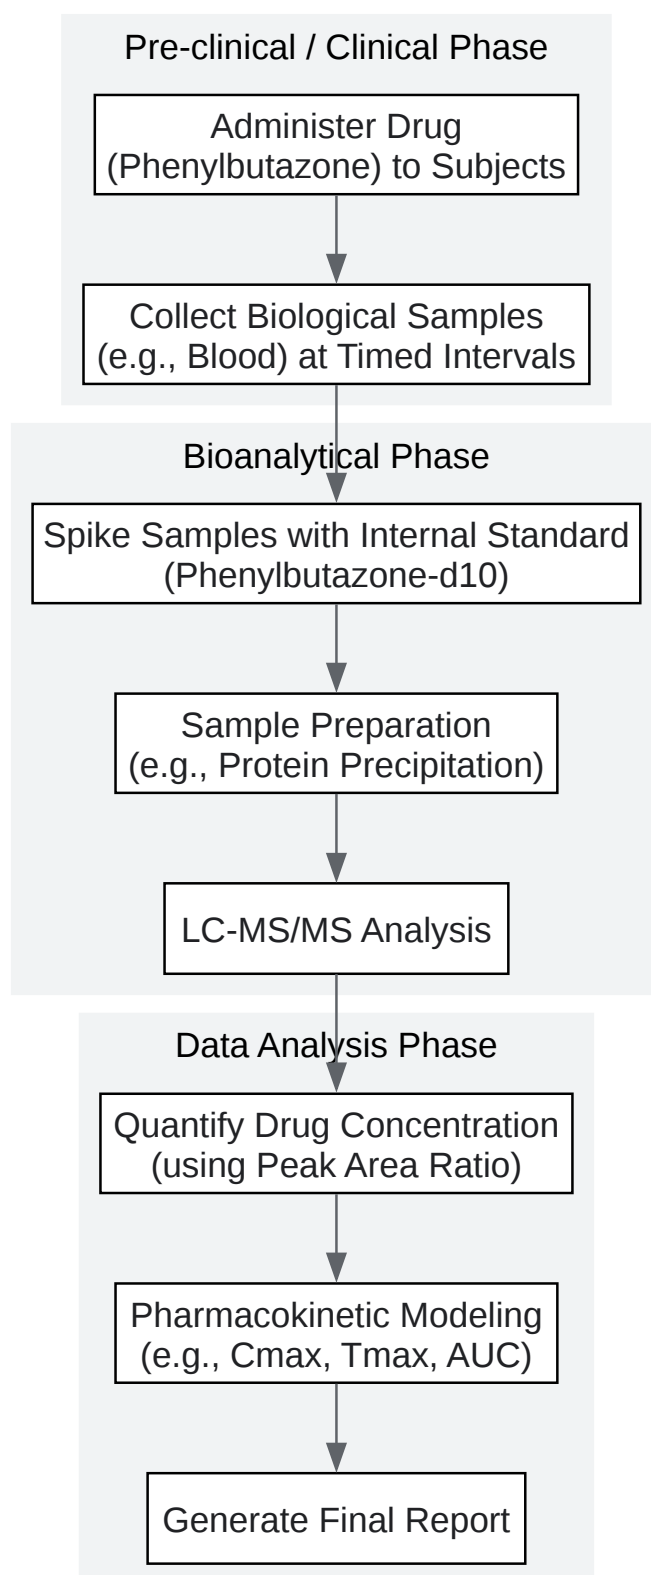 Pre-clinical / Clinical Phase
Administer Drug
(Phenylbutazone) to Subjects
Collect Biological Samples
(e.g., Blood) at Timed Intervals
Bioanalytical Phase
Spike Samples with Internal Standard
(Phenylbutazone-d10)
Sample Preparation
(e.g., Protein Precipitation)
LC-MS/MS Analysis
Data Analysis Phase
Quantify Drug Concentration
(using Peak Area Ratio)
Pharmacokinetic Modeling
(e.g., Cmax, Tmax, AUC)
Generate Final Report